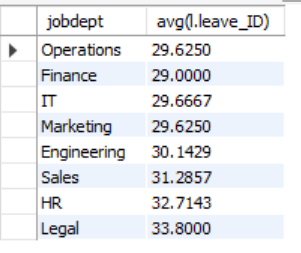 jobdept avg(l.leave_ID)
Operations 29.6250
Finance 29.0000
IT 29.6667
Marketing 29.6250
Engineering 30.1429
Sales 31.2857
HR 32.7143
Legal 33.8000